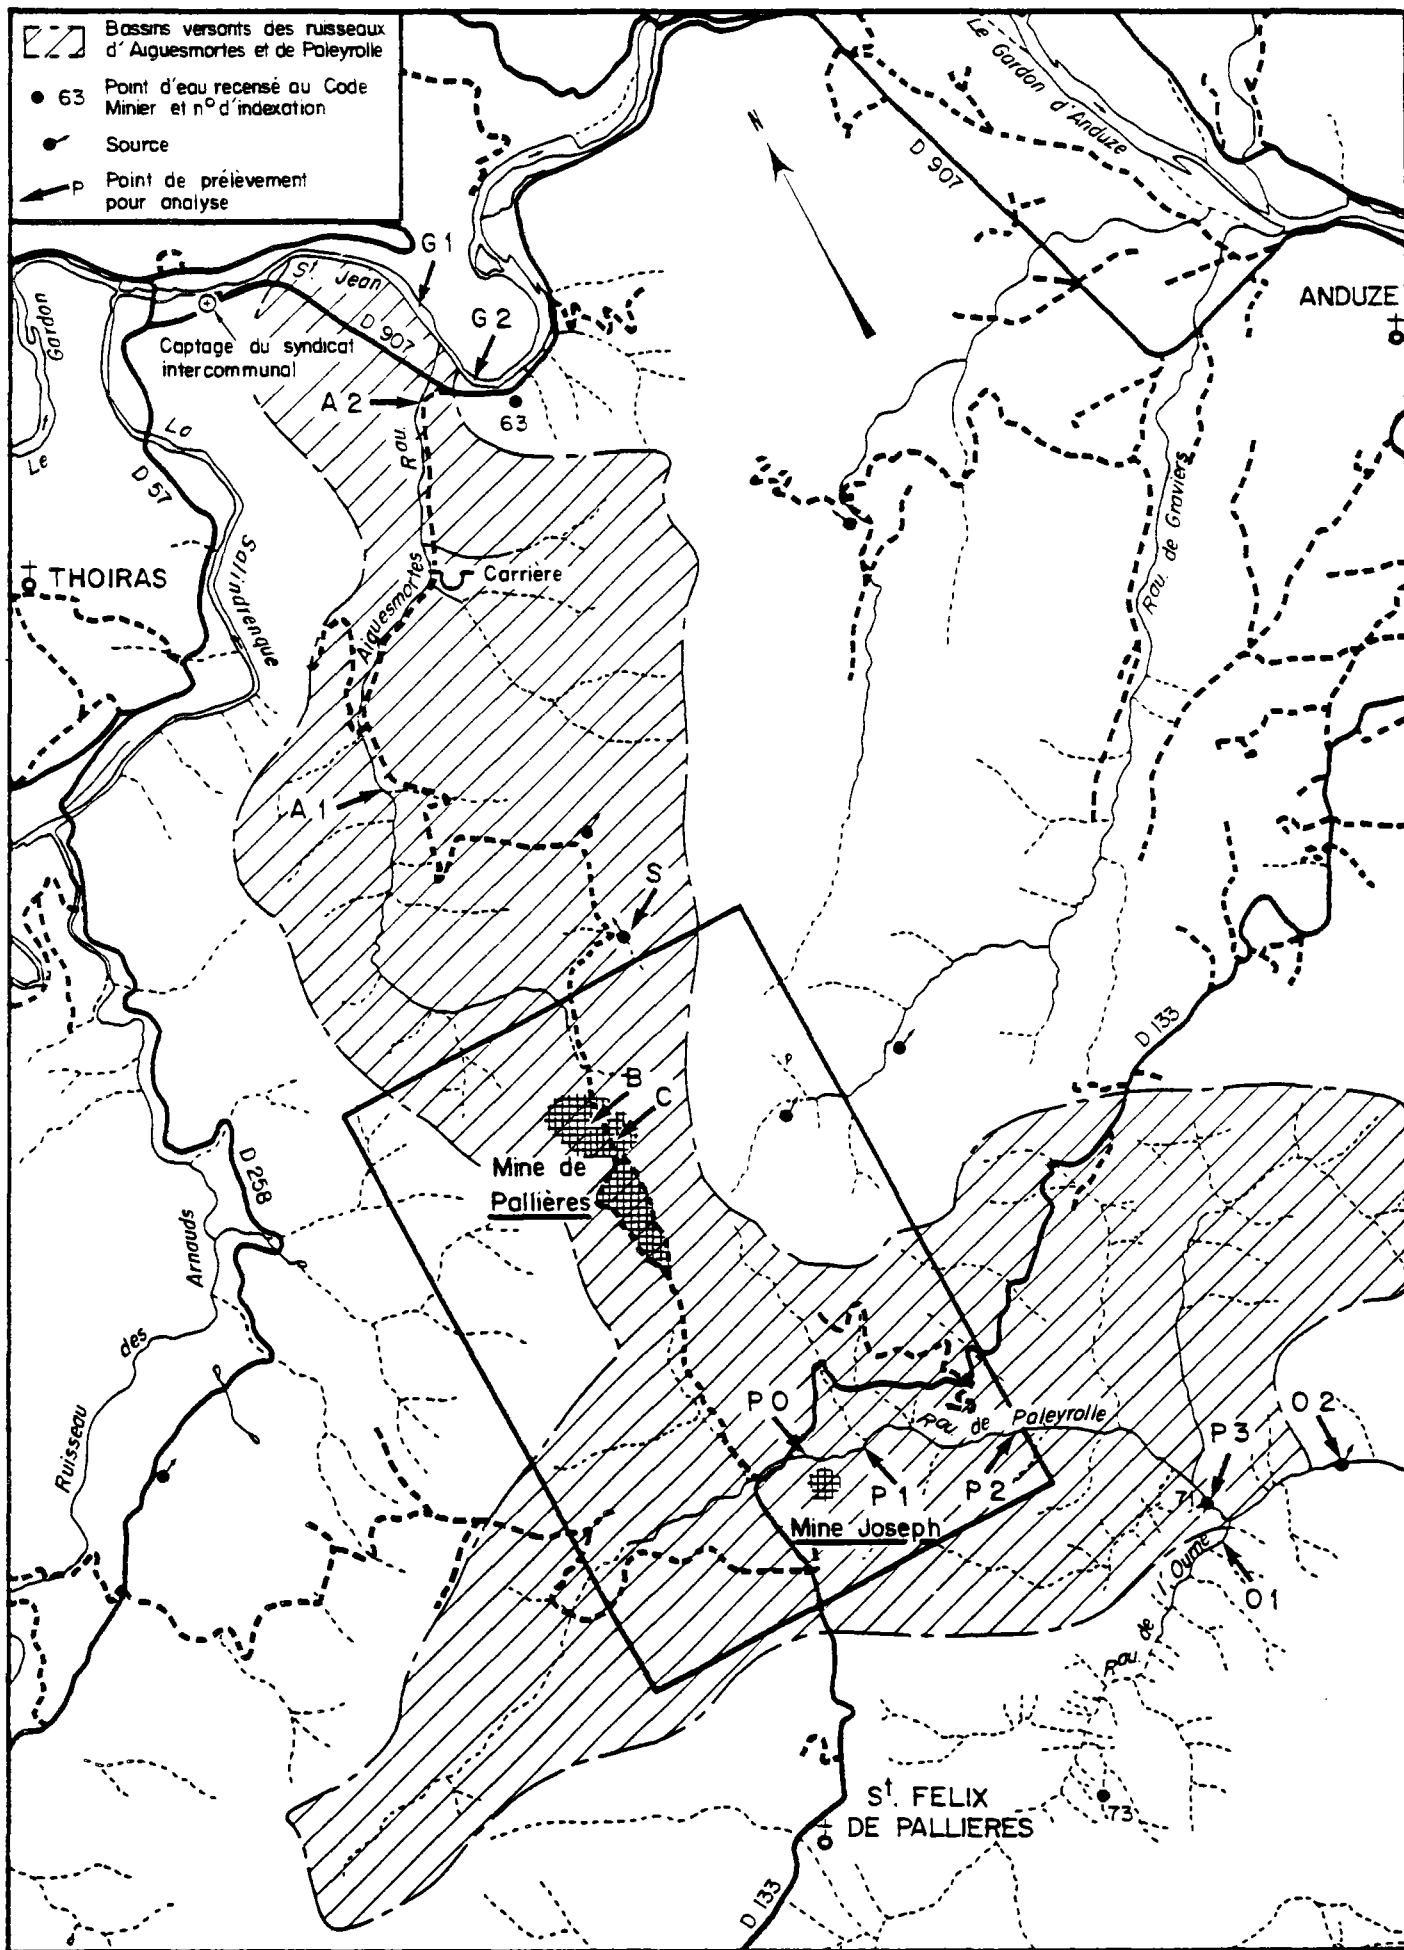 Bassins versants des ruisseaux
d'Aiguesmortes et de Paleyrolle
63
Point d'eau recensé au Code
Minier et n° d'indexation
Source
P
Point de prélèvement
pour analyse
N
Le Gardon d'Anduze
D 907
ANDUZE
G 1
St. Jean
G 2
D 907
Captage du syndicat
intercommunal
Gardon
Le
La
Salindrenque
D 57
A 2
63
Rau.
Aiguesmortes
Carrière
THOIRAS
Rau. de Graviers
A 1
S
D 133
B
C
Mine de
Pallières
D 258
Arnauds
des
Ruisseau
P 0
Rau. de Paleyrolle
P 1
P 2
P 3
O 2
71
Mine Joseph
O 1
Rau. de l'Ourne
St. FELIX
DE PALLIERES
73
D 133